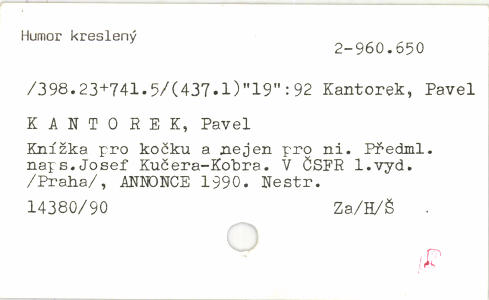 Humor kreslený
2-960.650
/398.23+741.5/(437.1)"19":92 Kantorek, Pavel
K A N T O R E K, Pavel
Knížka pro kočku a nejen pro ni. Předml.
naps.Josef Kučera-Kobra. V ČSFR 1.vyd.
/Praha/, ANNONCE 1990. Nestr.
14380/90 Za/H/Š